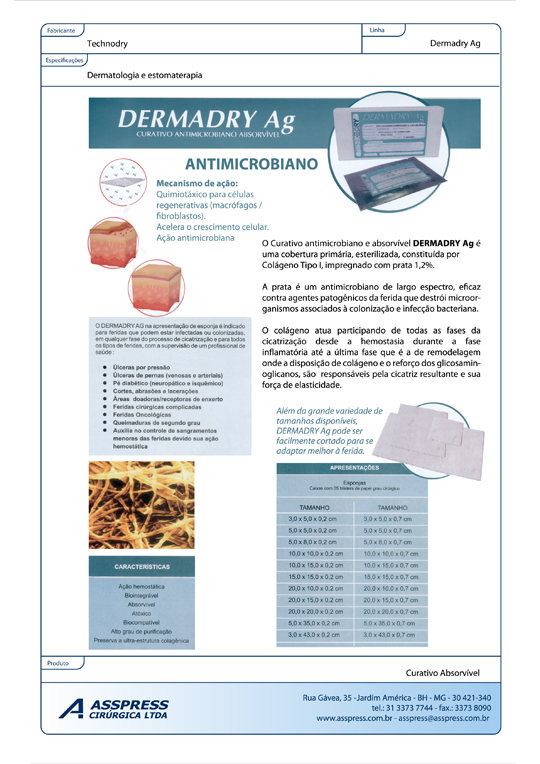 Fabricante
Linha
Technodry
Dermadry Ag
Especificações
Dermatologia e estomaterapia
DERMADRY Ag
CURATIVO ANTIMICROBIANO ABSORVÍVEL
ANTIMICROBIANO
Mecanismo de ação:
Quimiotáxico para células
regenerativas (macrófagos /
fibroblastos).
Acelera o crescimento celular.
Ação antimicrobiana
O Curativo antimicrobiano e absorvível DERMADRY Ag é
uma cobertura primária, esterilizada, constituída por
Colágeno Tipo I, impregnado com prata 1,2%.
A prata é um antimicrobiano de largo espectro, eficaz
contra agentes patogênicos da ferida que destrói microor-
ganismos associados à colonização e infecção bacteriana.
O colágeno atua participando de todas as fases da
cicatrização desde a hemostasia durante a fase
inflamatória até a última fase que é a de remodelagem
onde a disposição de colágeno e o reforço dos glicosamin-
oglicanos, são responsáveis pela cicatriz resultante e sua
força de elasticidade.
O DERMADRY AG na apresentação de esponja é indicado
para feridas que podem estar infectadas ou colonizadas,
em qualquer fase do processo de cicatrização e para todos
os tipos de feridas, com a supervisão de um profissional de
saúde:
• Úlceras por pressão
• Úlceras de pernas (venosas e arteriais)
• Pé diabético (neuropático e isquêmico)
• Cortes, abrasões e lacerações
• Áreas doadoras/receptoras de enxerto
• Feridas cirúrgicas complicadas
• Feridas Oncológicas
• Queimaduras de segundo grau
• Auxilia no controle de sangramentos
menores das feridas devido sua ação
hemostática
Além da grande variedade de
tamanhos disponíveis,
DERMADRY Ag pode ser
facilmente cortado para se
adaptar melhor à ferida.
APRESENTAÇÕES
Esponjas
Caixas com 05 blisters de papel grau cirúrgico
TAMANHO TAMANHO
3,0 x 5,0 x 0,2 cm 3,0 x 5,0 x 0,7 cm
5,0 x 5,0 x 0,2 cm 5,0 x 5,0 x 0,7 cm
5,0 x 8,0 x 0,2 cm 5,0 x 8,0 x 0,7 cm
10,0 x 10,0 x 0,2 cm 10,0 x 10,0 x 0,7 cm
10,0 x 15,0 x 0,2 cm 10,0 x 15,0 x 0,7 cm
15,0 x 15,0 x 0,2 cm 15,0 x 15,0 x 0,7 cm
20,0 x 10,0 x 0,2 cm 20,0 x 10,0 x 0,7 cm
20,0 x 15,0 x 0,2 cm 20,0 x 15,0 x 0,7 cm
20,0 x 20,0 x 0,2 cm 20,0 x 20,0 x 0,7 cm
5,0 x 35,0 x 0,2 cm 5,0 x 35,0 x 0,7 cm
3,0 x 43,0 x 0,2 cm 3,0 x 43,0 x 0,7 cm
CARACTERÍSTICAS
Ação hemostática
Biointegrável
Absorvível
Atóxico
Biocompatível
Alto grau de purificação
Preserva a ultra-estrutura colagênica
Produto
Curativo Absorvível
ASSPRESS
CIRÚRGICA LTDA
Rua Gávea, 35 -Jardim América - BH - MG - 30 421-340
tel.: 31 3373 7744 - fax.: 3373 8090
www.asspress.com.br - asspress@asspress.com.br